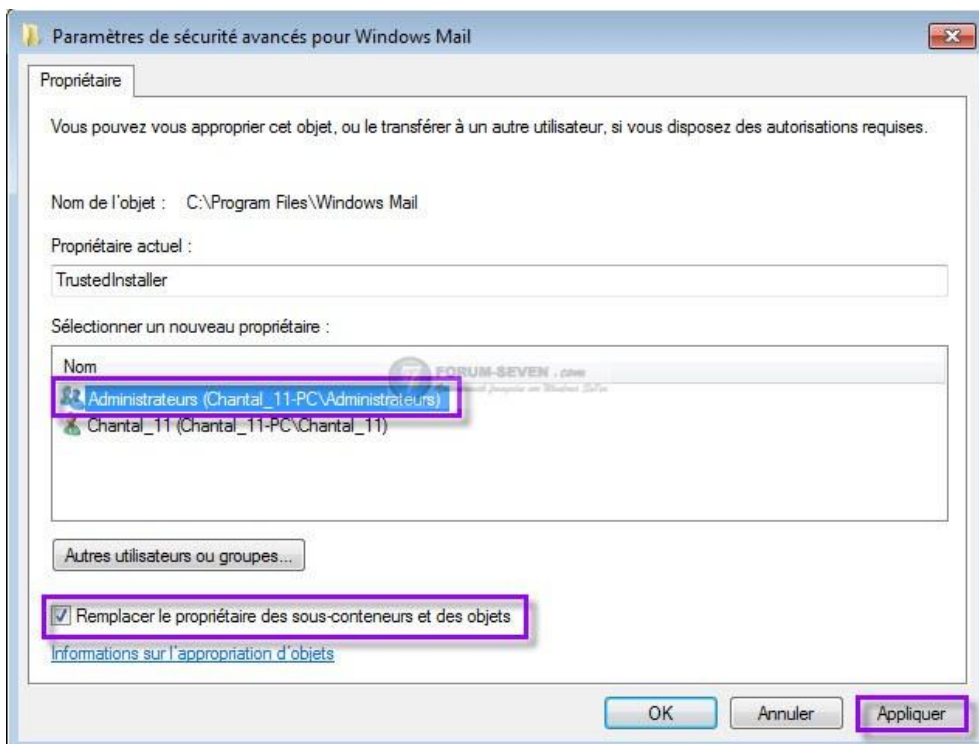 Paramètres de sécurité avancés pour Windows Mail
Propriétaire
Vous pouvez vous approprier cet objet, ou le transférer à un autre utilisateur, si vous disposez des autorisations requises.
Nom de l'objet : C:\Program Files\Windows Mail
Propriétaire actuel :
TrustedInstaller
Sélectionner un nouveau propriétaire :
Nom
FORUM-SEVEN .com
Administrateurs (Chantal_11-PC\Administrateurs)
Chantal_11 (Chantal_11-PC\Chantal_11)
Autres utilisateurs ou groupes...
Remplacer le propriétaire des sous-conteneurs et des objets
Informations sur l'appropriation d'objets
OK Annuler Appliquer